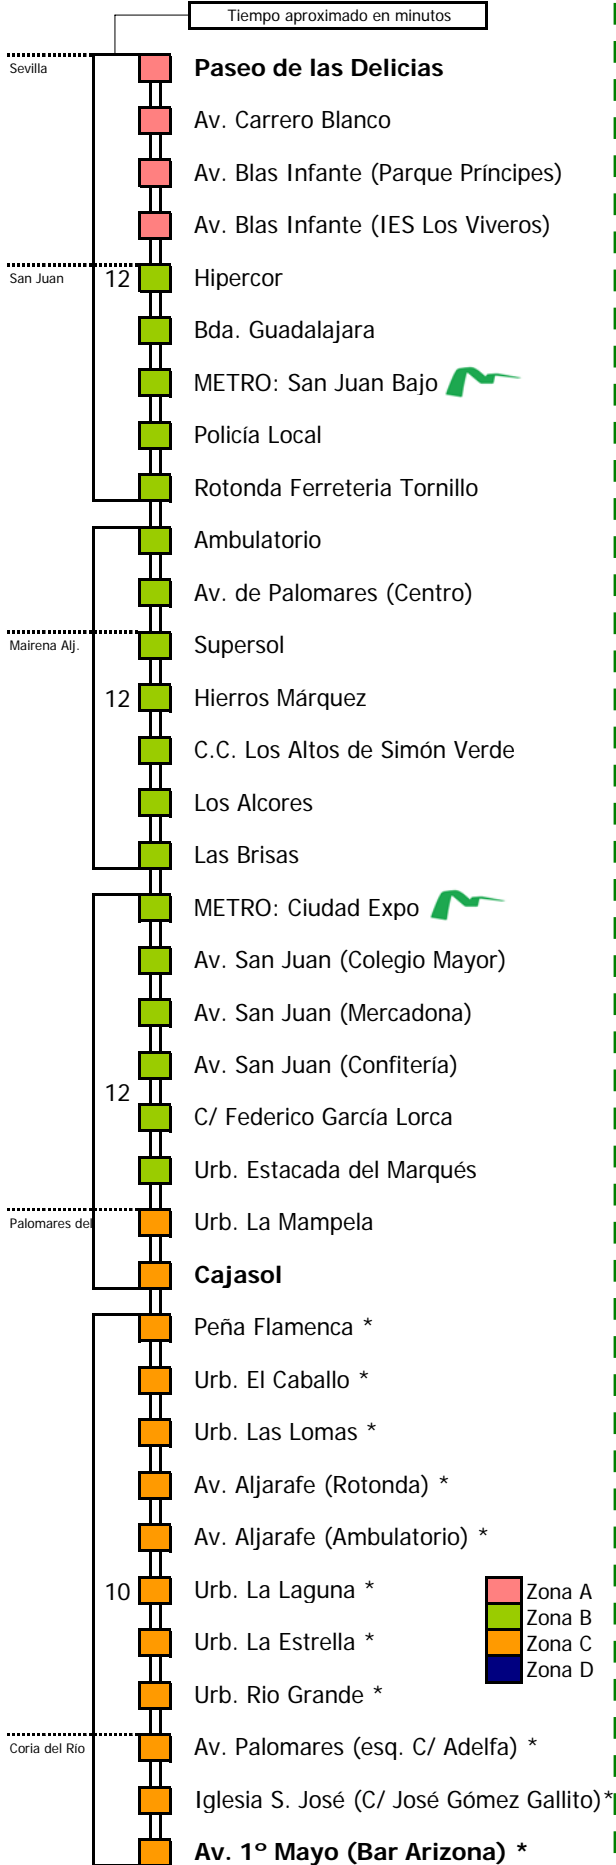 Tiempo aproximado en minutos
Sevilla
Paseo de las Delicias
Av. Carrero Blanco
Av. Blas Infante (Parque Príncipes)
Av. Blas Infante (IES Los Viveros)
San Juan
12
Hipercor
Bda. Guadalajara
METRO: San Juan Bajo
Policía Local
Rotonda Ferreteria Tornillo
Ambulatorio
Av. de Palomares (Centro)
Mairena Alj.
Supersol
12
Hierros Márquez
C.C. Los Altos de Simón Verde
Los Alcores
Las Brisas
METRO: Ciudad Expo
Av. San Juan (Colegio Mayor)
Av. San Juan (Mercadona)
Av. San Juan (Confitería)
12
C/ Federico García Lorca
Urb. Estacada del Marqués
Palomares del
Urb. La Mampela
Cajasol
Peña Flamenca *
Urb. El Caballo *
Urb. Las Lomas *
Av. Aljarafe (Rotonda) *
Av. Aljarafe (Ambulatorio) *
10
Urb. La Laguna *
Urb. La Estrella *
Urb. Rio Grande *
Zona A
Zona B
Zona C
Zona D
Coria del Río
Av. Palomares (esq. C/ Adelfa) *
Iglesia S. José (C/ José Gómez Gallito)*
Av. 1º Mayo (Bar Arizona) *